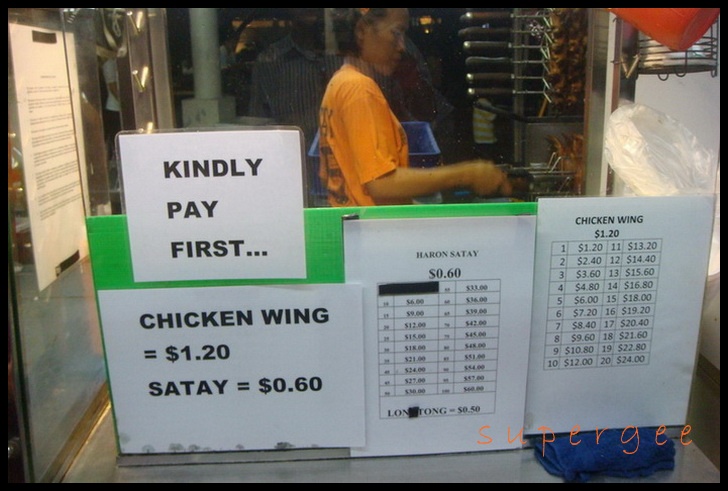 KINDLY
PAY
FIRST...
CHICKEN WING
= $1.20
SATAY = $0.60
HARON SATAY
$0.60
$33.00
$6.00 $36.00
$9.00 $39.00
$12.00 $42.00
$15.00 $45.00
$18.00 $48.00
$21.00 $51.00
$24.00 $54.00
$27.00 $57.00
$30.00 $60.00
TONG = $0.50
CHICKEN WING
$1.20
1 $1.20 11 $13.20
2 $2.40 12 $14.40
3 $3.60 13 $15.60
4 $4.80 14 $16.80
5 $6.00 15 $18.00
6 $7.20 16 $19.20
7 $8.40 17 $20.40
8 $9.60 18 $21.60
9 $10.80 19 $22.80
10 $12.00 20 $24.00
supergee